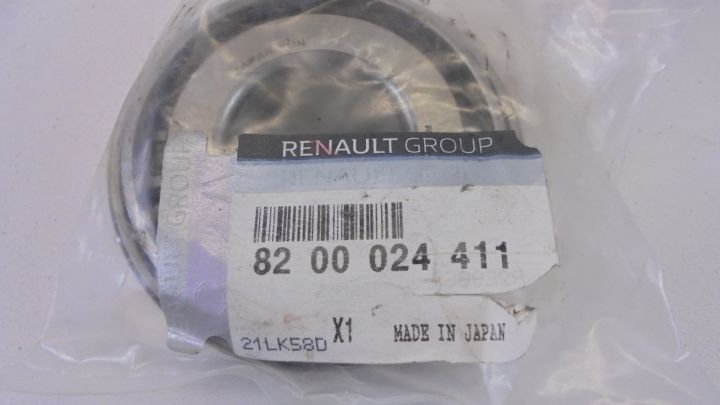 RENAULT GROUP
82 00 024 411
X1 MADE IN JAPAN
21LK58D